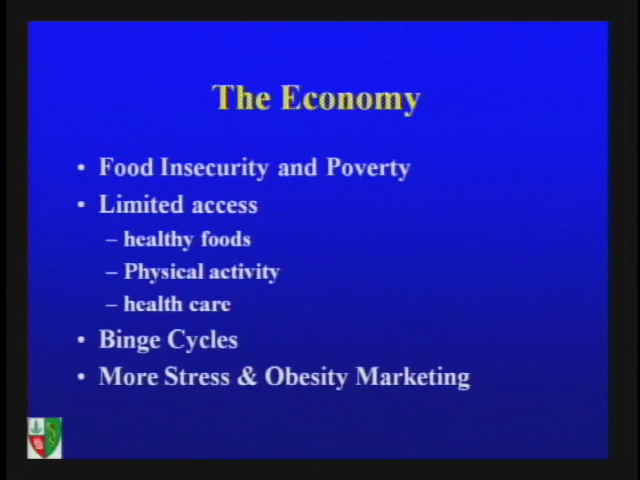 The Economy
• Food Insecurity and Poverty
• Limited access
– healthy foods
– Physical activity
– health care
• Binge Cycles
• More Stress & Obesity Marketing